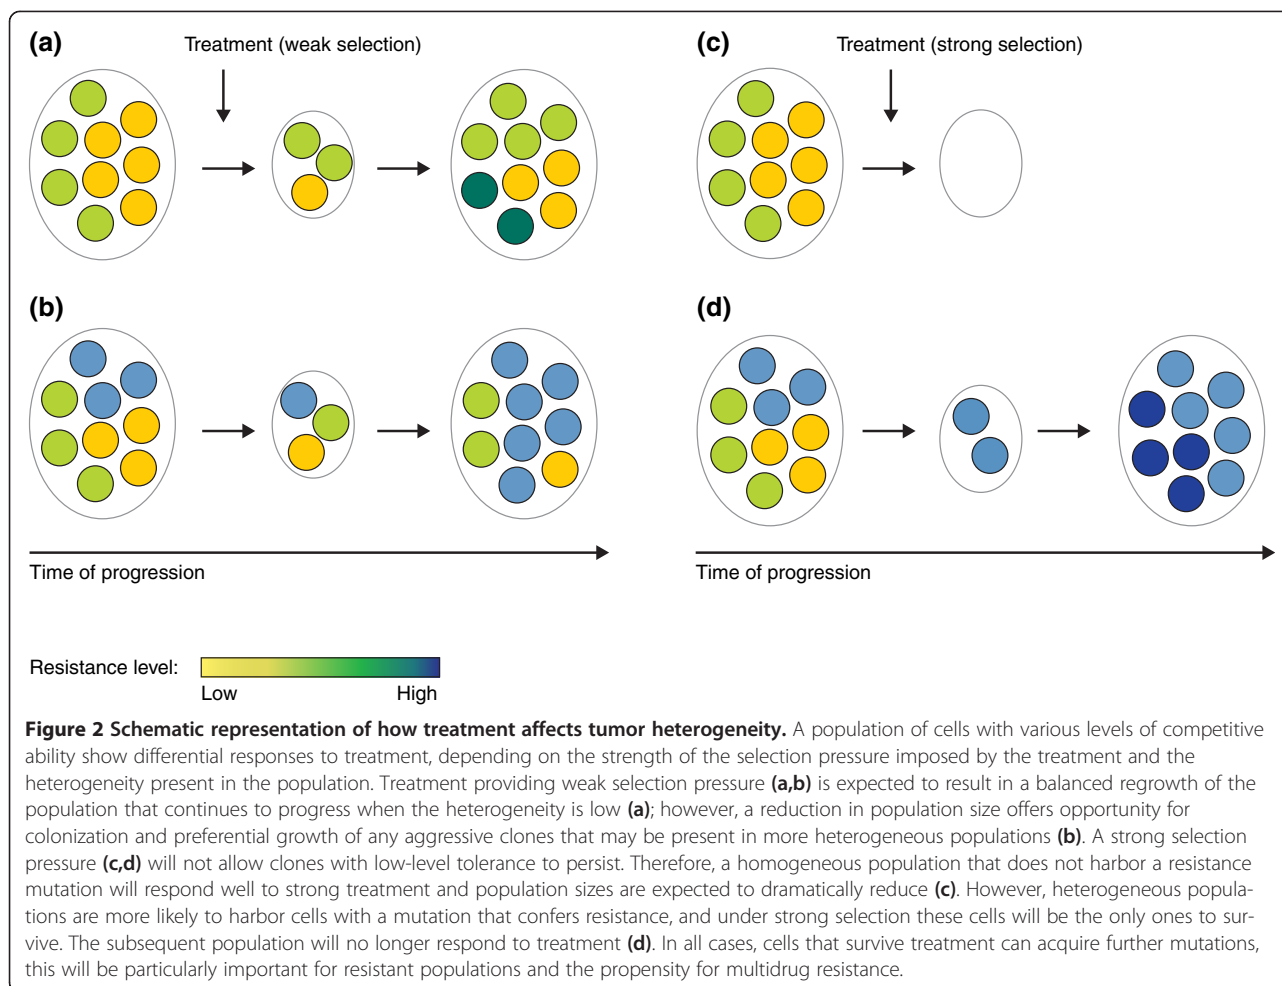 (a)
Treatment (weak selection)
(c)
Treatment (strong selection)
(b)
(d)
Time of progression
Time of progression
Resistance level:
Low
High
Figure 2 Schematic representation of how treatment affects tumor heterogeneity. A population of cells with various levels of competitive
ability show differential responses to treatment, depending on the strength of the selection pressure imposed by the treatment and the
heterogeneity present in the population. Treatment providing weak selection pressure (a,b) is expected to result in a balanced regrowth of the
population that continues to progress when the heterogeneity is low (a); however, a reduction in population size offers opportunity for
colonization and preferential growth of any aggressive clones that may be present in more heterogeneous populations (b). A strong selection
pressure (c,d) will not allow clones with low-level tolerance to persist. Therefore, a homogeneous population that does not harbor a resistance
mutation will respond well to strong treatment and population sizes are expected to dramatically reduce (c). However, heterogeneous popula-
tions are more likely to harbor cells with a mutation that confers resistance, and under strong selection these cells will be the only ones to sur-
vive. The subsequent population will no longer respond to treatment (d). In all cases, cells that survive treatment can acquire further mutations,
this will be particularly important for resistant populations and the propensity for multidrug resistance.